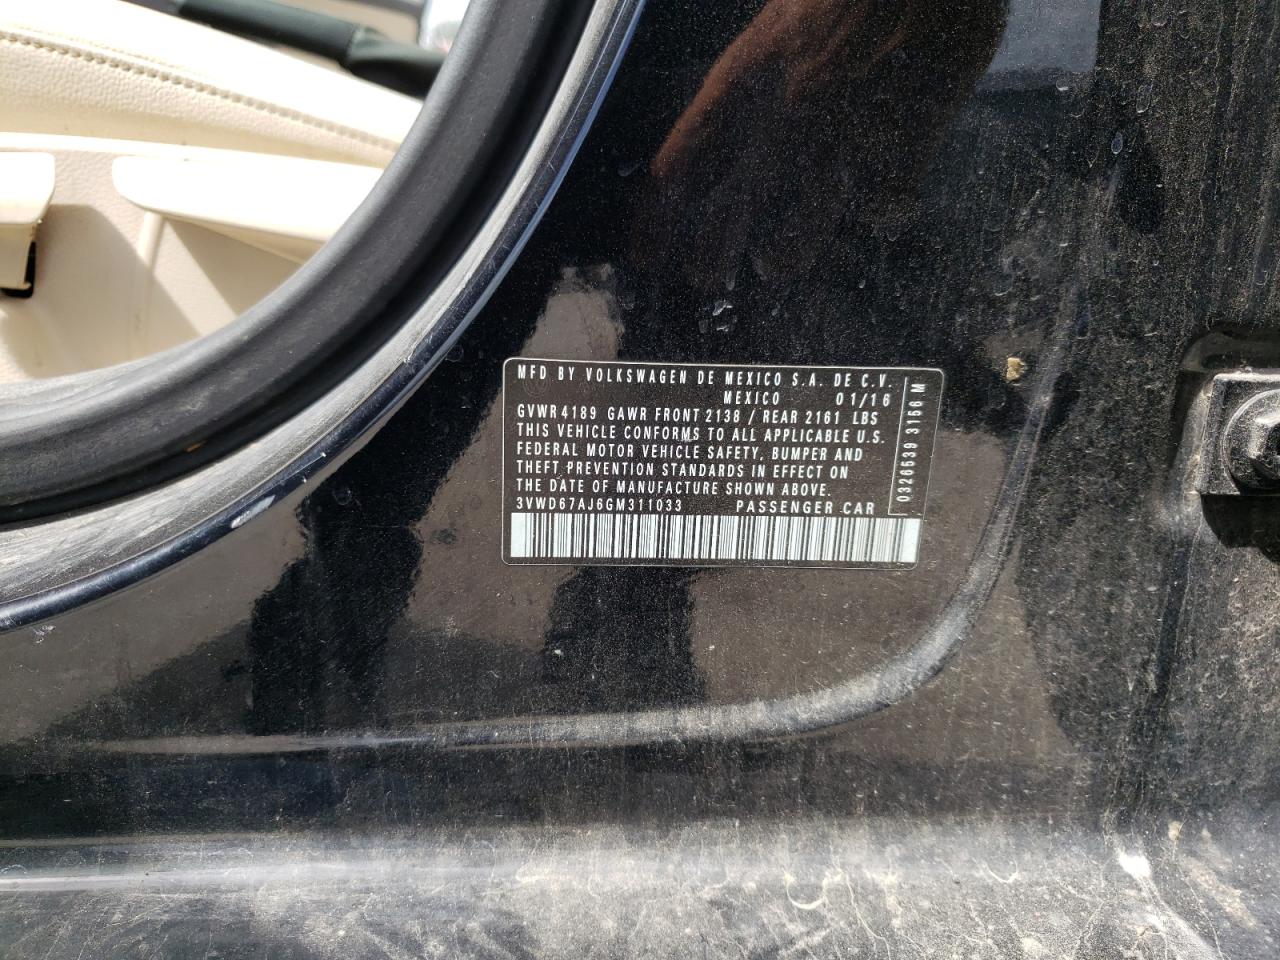 MFD BY VOLKSWAGEN DE MEXICO S.A. DE C.V.
MEXICO 01/16
GVWR 4189 GAWR FRONT 2138 / REAR 2161 LBS
THIS VEHICLE CONFORMS TO ALL APPLICABLE U.S.
FEDERAL MOTOR VEHICLE SAFETY, BUMPER AND
THEFT PREVENTION STANDARDS IN EFFECT ON
THE DATE OF MANUFACTURE SHOWN ABOVE.
3VWD67AJ6GM311033 PASSENGER CAR
0326539 3156 M